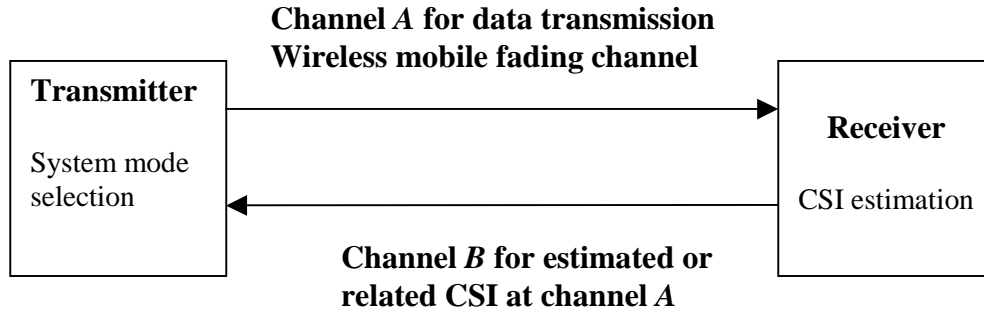 Channel A for data transmission
Wireless mobile fading channel
Transmitter
System mode
selection
Receiver
CSI estimation
Channel B for estimated or
related CSI at channel A